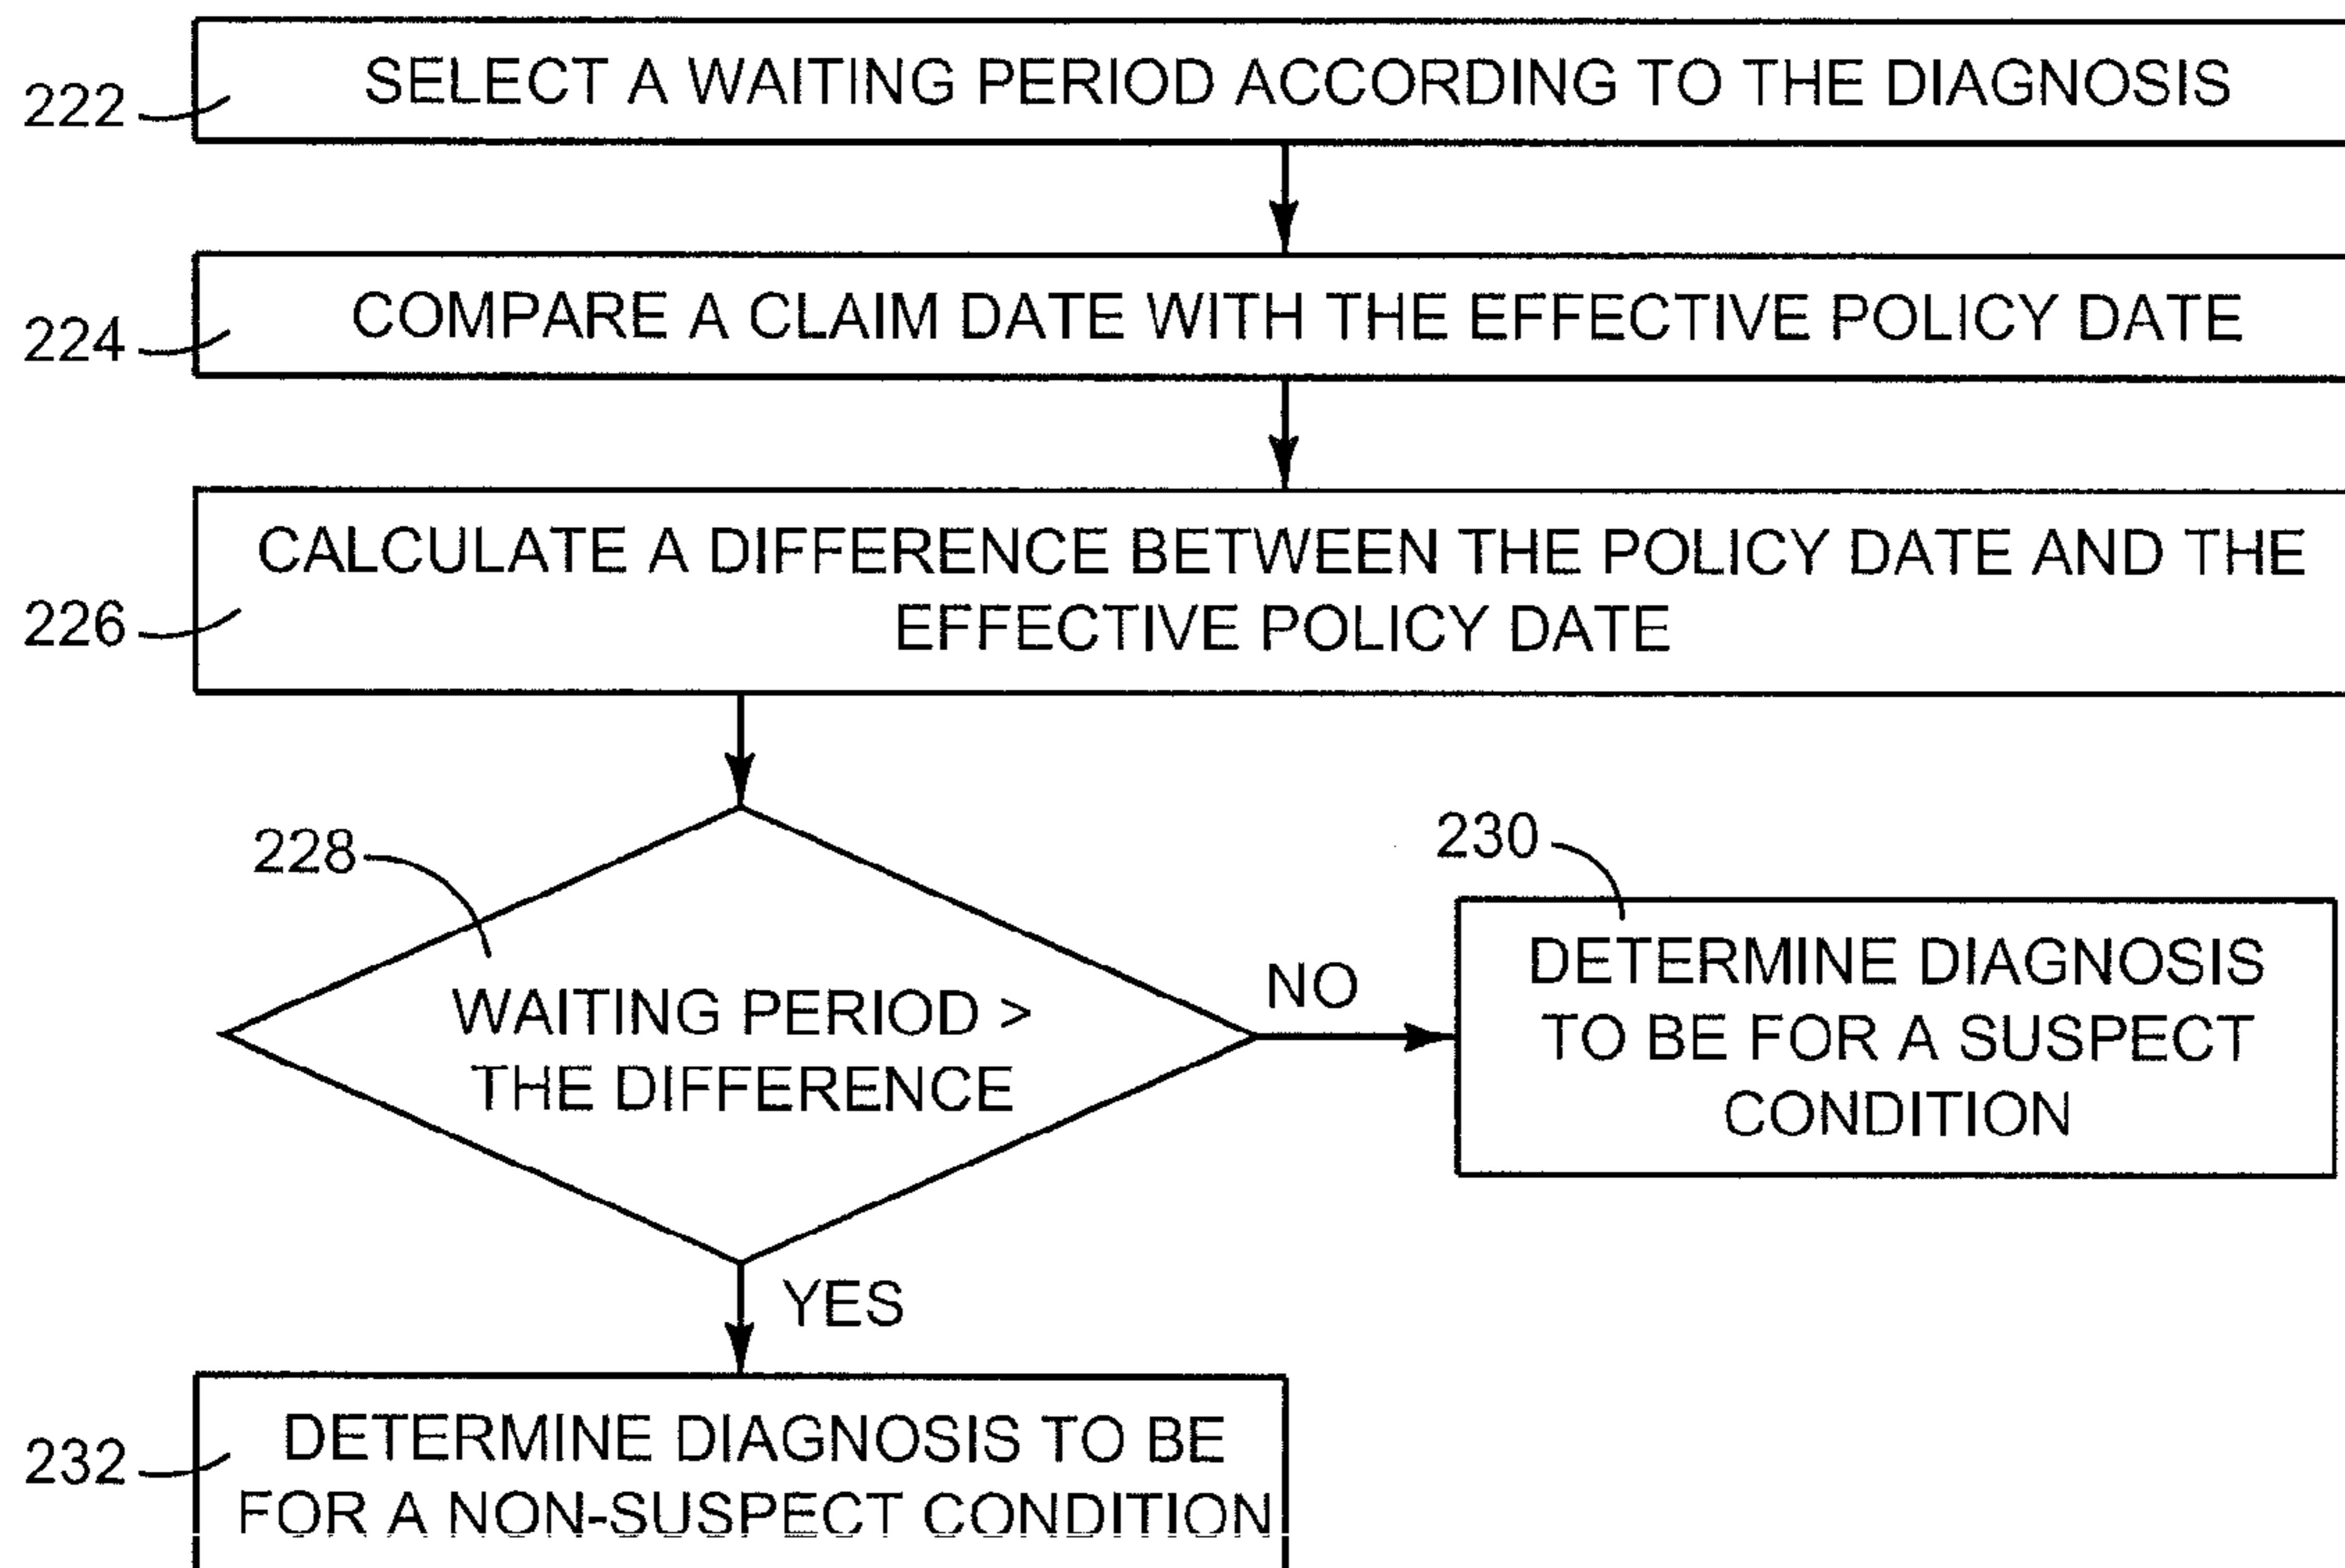 222
SELECT A WAITING PERIOD ACCORDING TO THE DIAGNOSIS
224
COMPARE A CLAIM DATE WITH THE EFFECTIVE POLICY DATE
226
CALCULATE A DIFFERENCE BETWEEN THE POLICY DATE AND THE
EFFECTIVE POLICY DATE
228
WAITING PERIOD >
THE DIFFERENCE
NO
230
DETERMINE DIAGNOSIS
TO BE FOR A SUSPECT
CONDITION
YES
232
DETERMINE DIAGNOSIS TO BE
FOR A NON-SUSPECT CONDITION